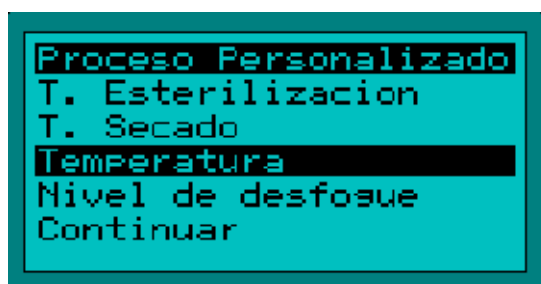 Proceso Personalizado
T. Esterilizacion
T. Secado
Temperatura
Nivel de desfogue
Continuar